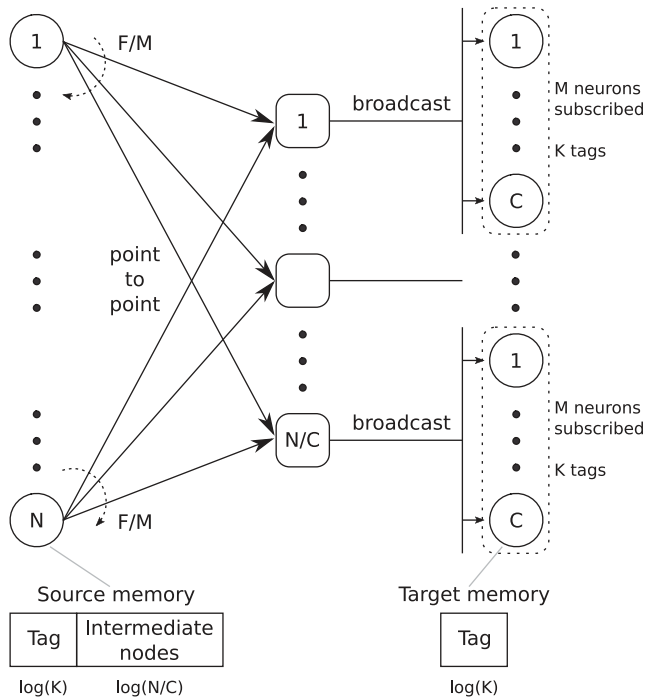 1
F/M
1
broadcast
1
M neurons
subscribed
K tags
C
point
to
point
N/C
broadcast
1
M neurons
subscribed
K tags
C
N
F/M
Source memory
Tag
Intermediate
nodes
log(K)
log(N/C)
Target memory
Tag
log(K)